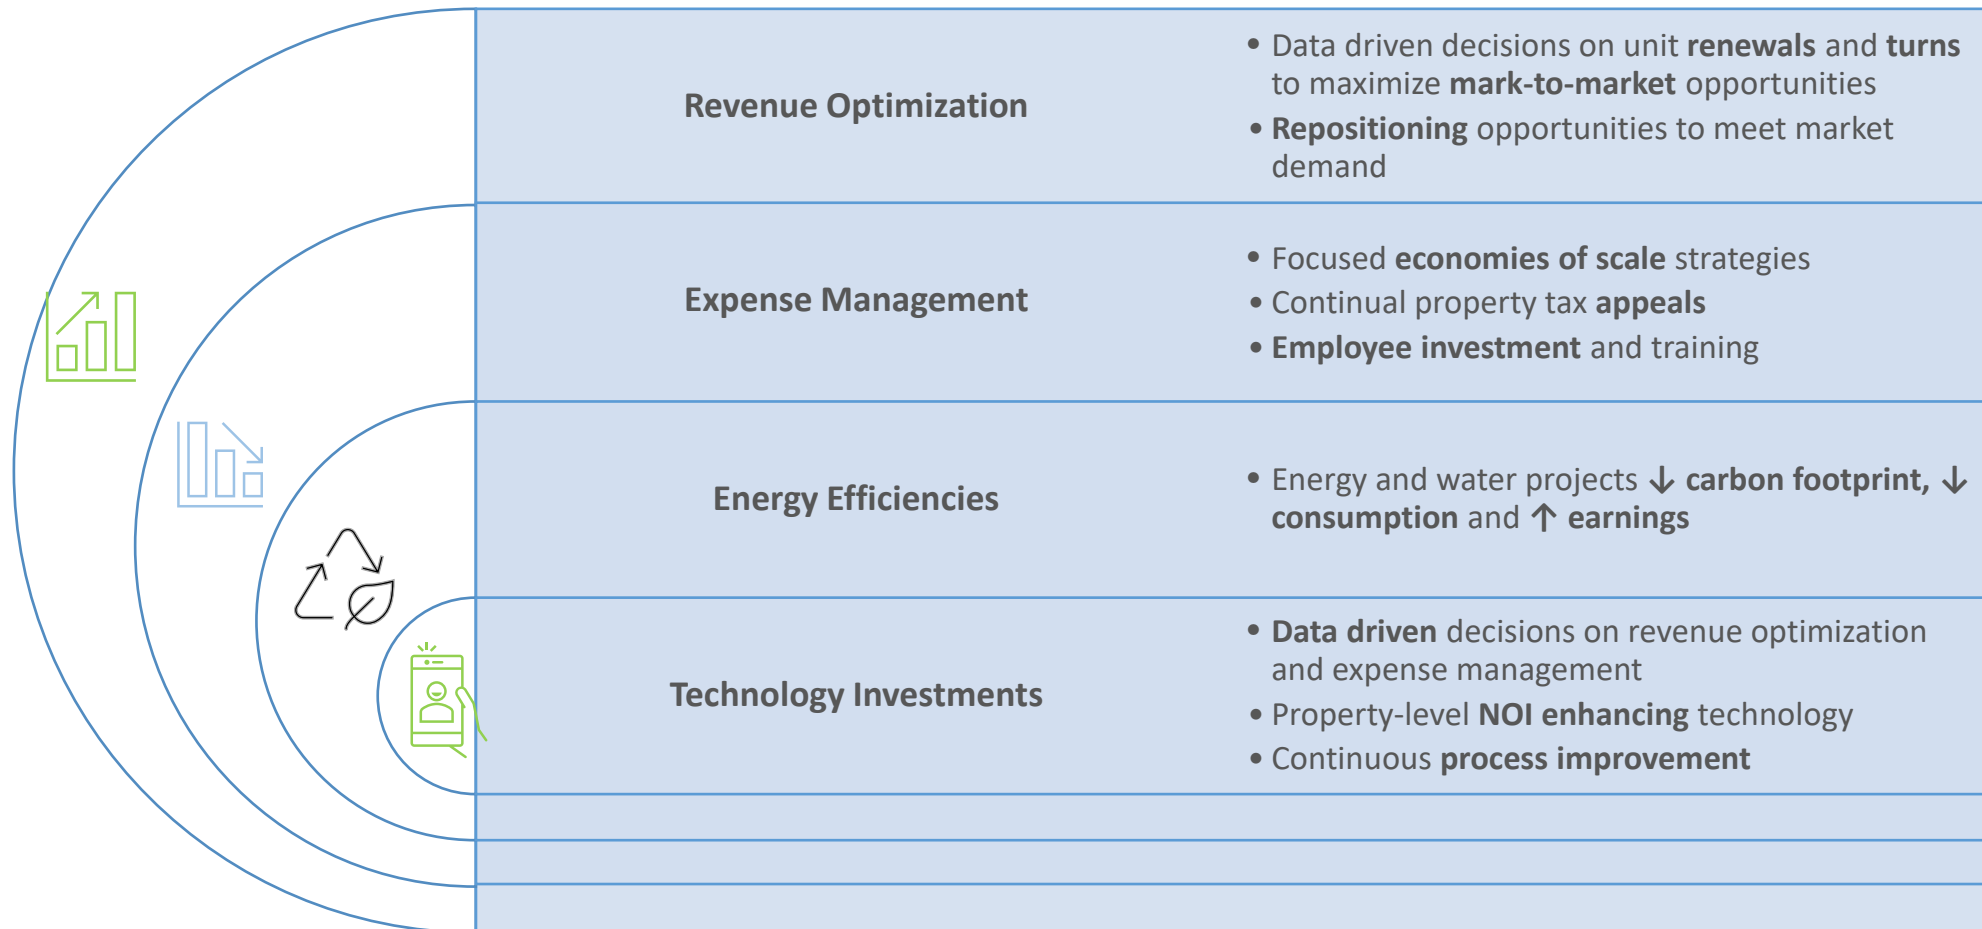 Revenue Optimization
• Data driven decisions on unit renewals and turns
to maximize mark-to-market opportunities
• Repositioning opportunities to meet market
demand
Expense Management
• Focused economies of scale strategies
• Continual property tax appeals
• Employee investment and training
Energy Efficiencies
• Energy and water projects ↓ carbon footprint, ↓
consumption and ↑ earnings
Technology Investments
• Data driven decisions on revenue optimization
and expense management
• Property-level NOI enhancing technology
• Continuous process improvement